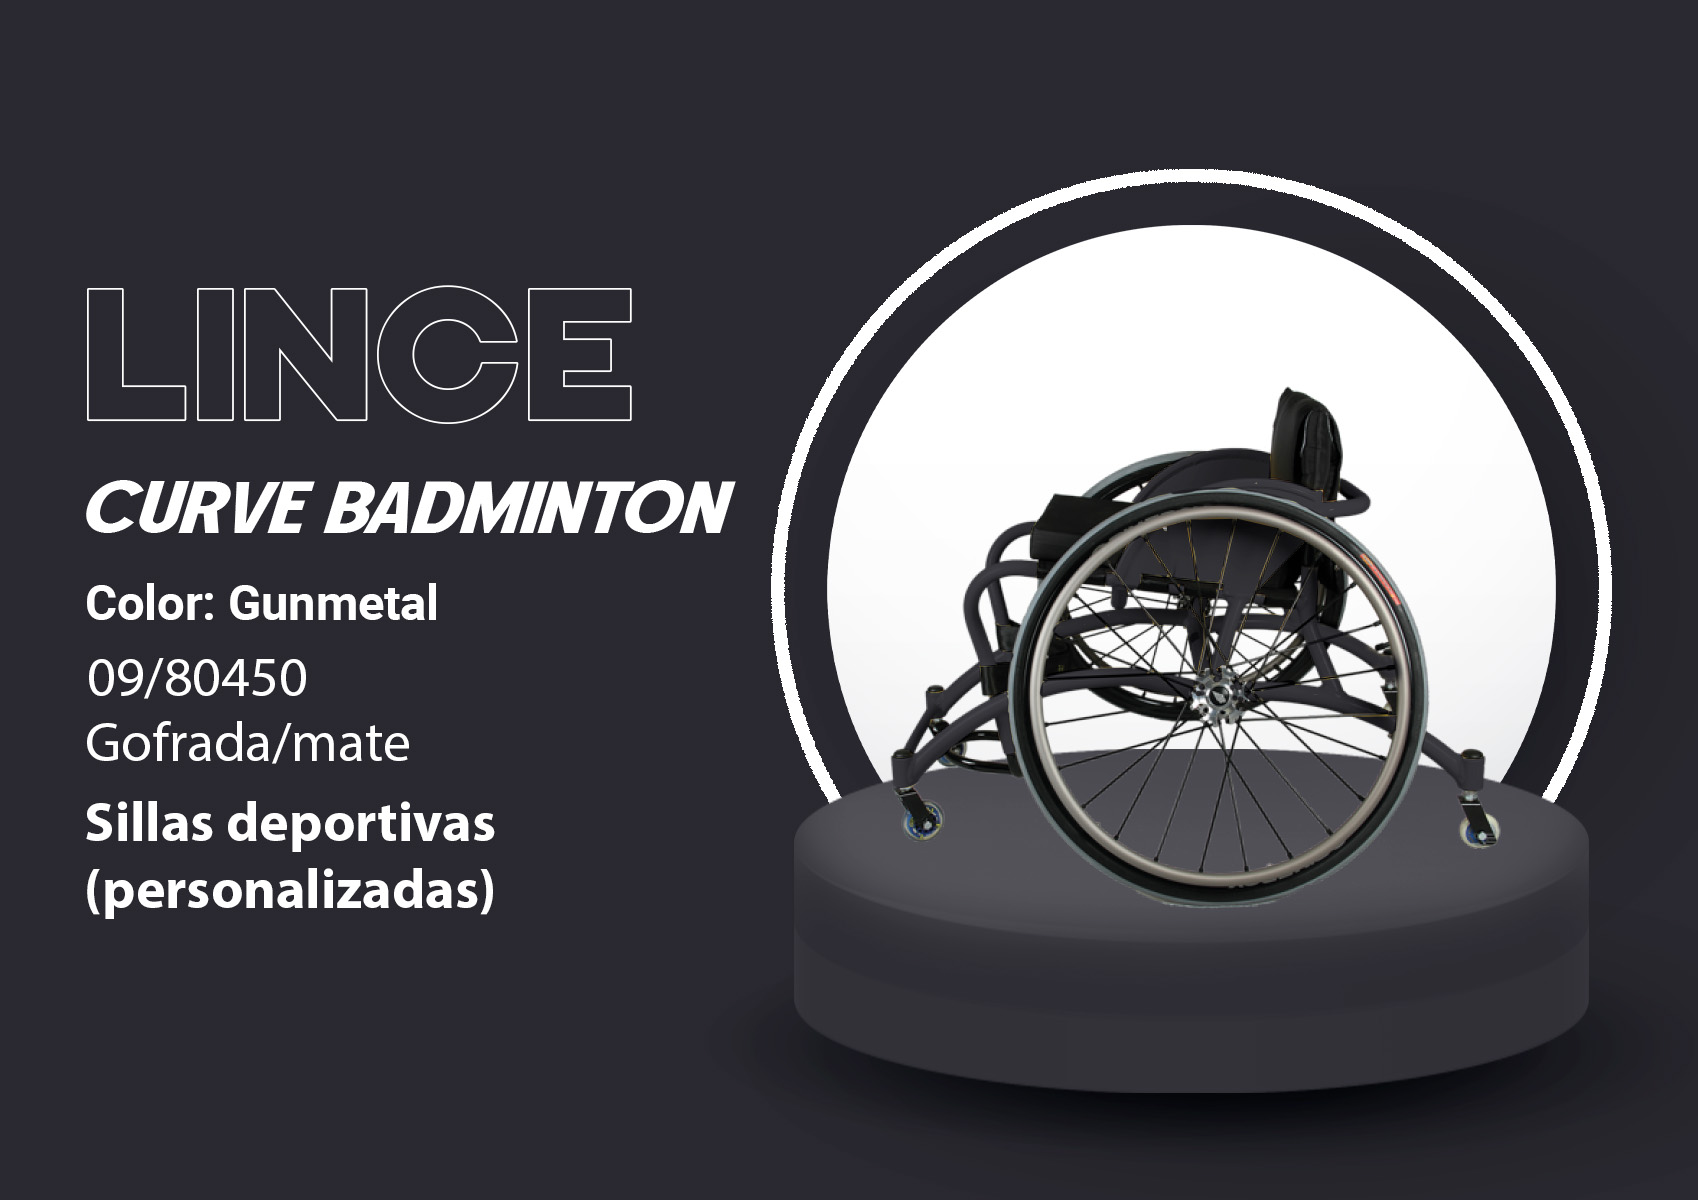 LINCE
CURVE BADMINTON
Color: Gunmetal
09/80450
Gofrada/mate
Sillas deportivas
(personalizadas)